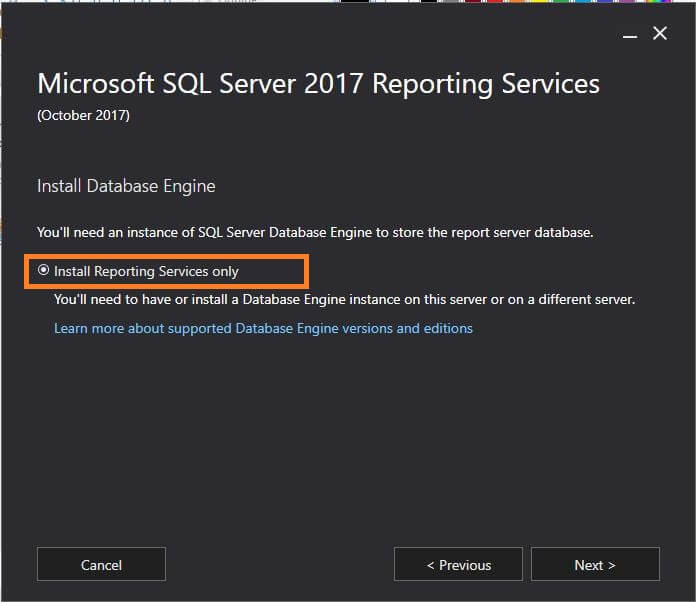 Microsoft SQL Server 2017 Reporting Services
(October 2017)
Install Database Engine
You'll need an instance of SQL Server Database Engine to store the report server database.
Install Reporting Services only
You'll need to have or install a Database Engine instance on this server or on a different server.
Learn more about supported Database Engine versions and editions
Cancel
< Previous
Next >